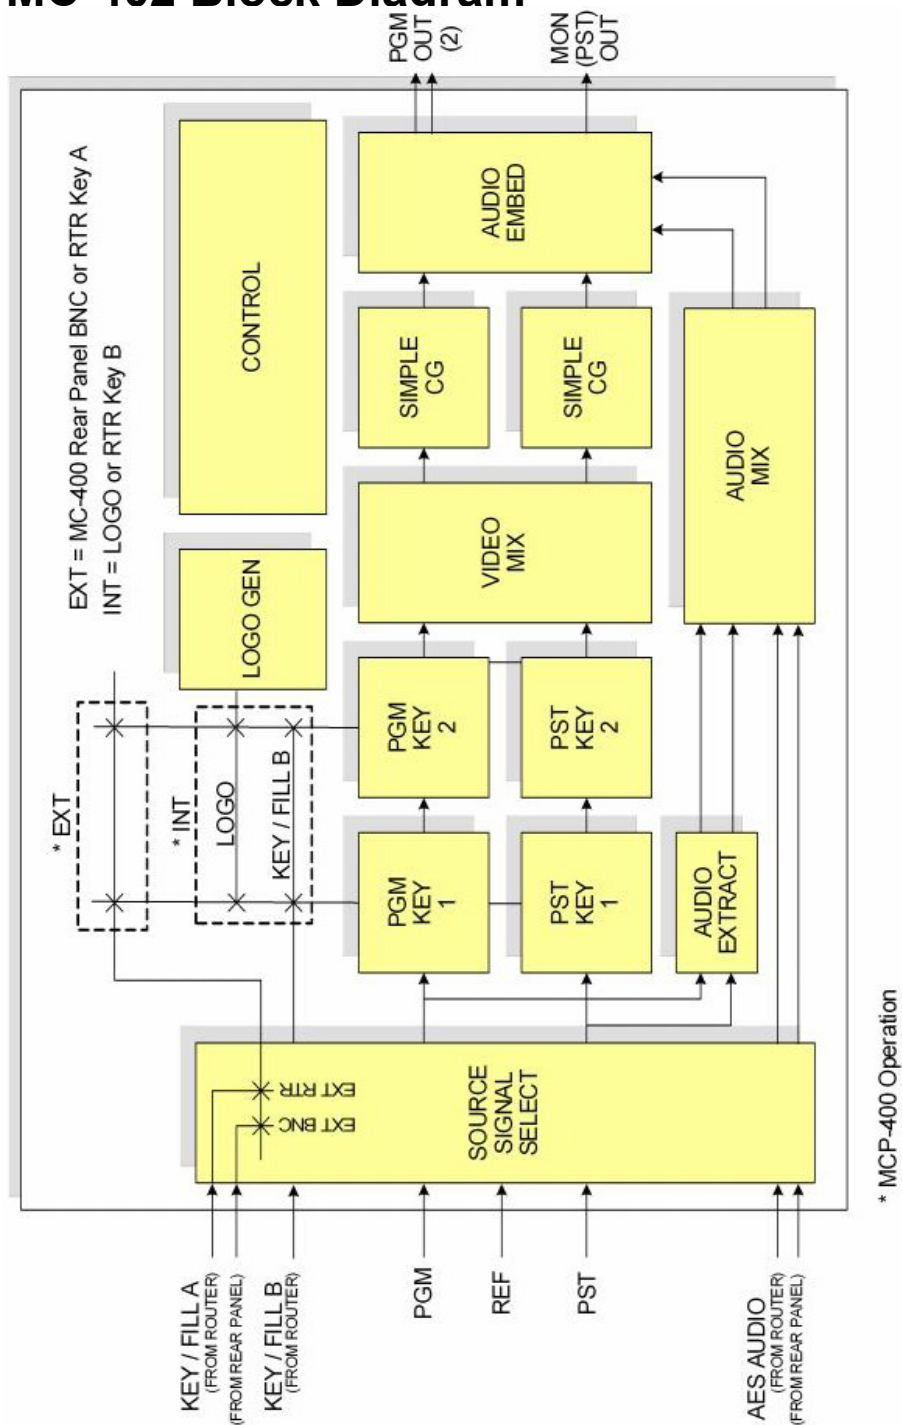 MC-402 Block Diagram
EXT = MC-400 Rear Panel BNC or RTR Key A
INT = LOGO or RTR Key B
* EXT
* INT
LOGO
KEY / FILL B
LOGO GEN
CONTROL
KEY / FILL A
(FROM ROUTER)
(FROM REAR PANEL)
KEY / FILL B
(FROM ROUTER)
PGM
REF
PST
AES AUDIO
(FROM ROUTER)
(FROM REAR PANEL)
EXT BNC
EXT RTR
SOURCE
SIGNAL
SELECT
PGM
KEY
1
PGM
KEY
2
PST
KEY
1
PST
KEY
2
VIDEO
MIX
SIMPLE
CG
SIMPLE
CG
AUDIO
EMBED
AUDIO
EXTRACT
AUDIO
MIX
PGM
OUT
(2)
MON
(PST)
OUT
* MCP-400 Operation